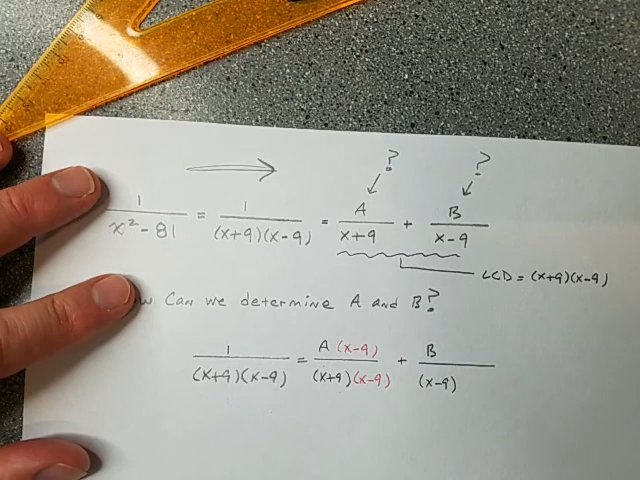 ? ?
1/(x²-81) = 1/((x+9)(x-9)) = A/(x+9) + B/(x-9)
LCD = (x+9)(x-9)
w can we determine A and B?
1/((x+9)(x-9)) = A(x-9)/((x+9)(x-9)) + B/(x-9)